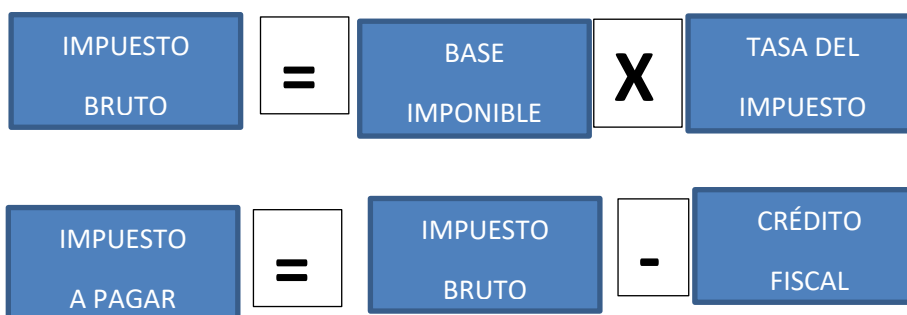 IMPUESTO
BRUTO
=
BASE
IMPONIBLE
X
TASA DEL
IMPUESTO
IMPUESTO
A PAGAR
=
IMPUESTO
BRUTO
-
CRÉDITO
FISCAL